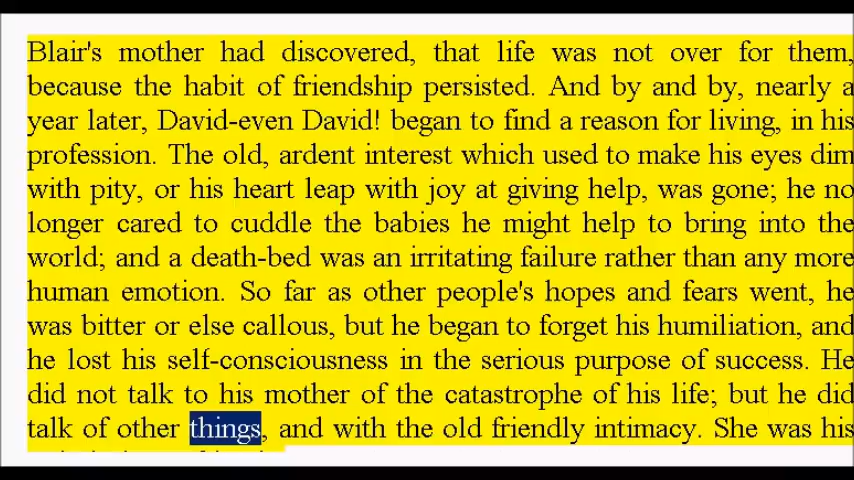 Blair's mother had discovered, that life was not over for them,
because the habit of friendship persisted. And by and by, nearly a
year later, David-even David! began to find a reason for living, in his
profession. The old, ardent interest which used to make his eyes dim
with pity, or his heart leap with joy at giving help, was gone; he no
longer cared to cuddle the babies he might help to bring into the
world; and a death-bed was an irritating failure rather than any more
human emotion. So far as other people's hopes and fears went, he
was bitter or else callous, but he began to forget his humiliation, and
he lost his self-consciousness in the serious purpose of success. He
did not talk to his mother of the catastrophe of his life; but he did
talk of other things, and with the old friendly intimacy. She was his